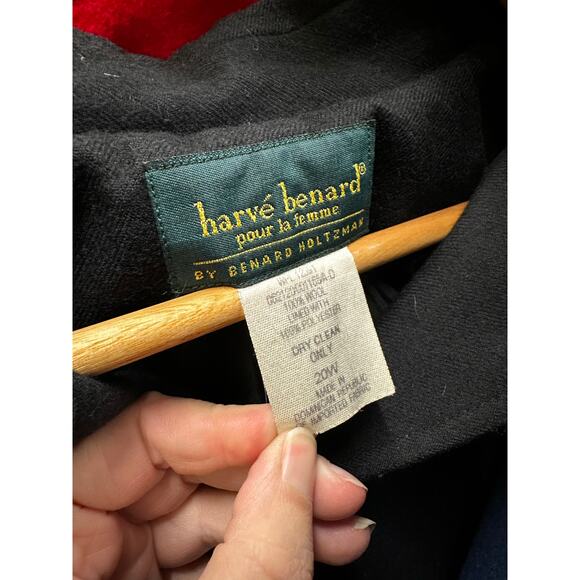 harvé benard®
pour la femme
BY BENARD HOLTZMAN
100% WOOL
LINED WITH
100% POLYESTER
DRY CLEAN
ONLY
20W
MADE IN
DOMINICAN REPUBLIC
OF IMPORTED FABRIC